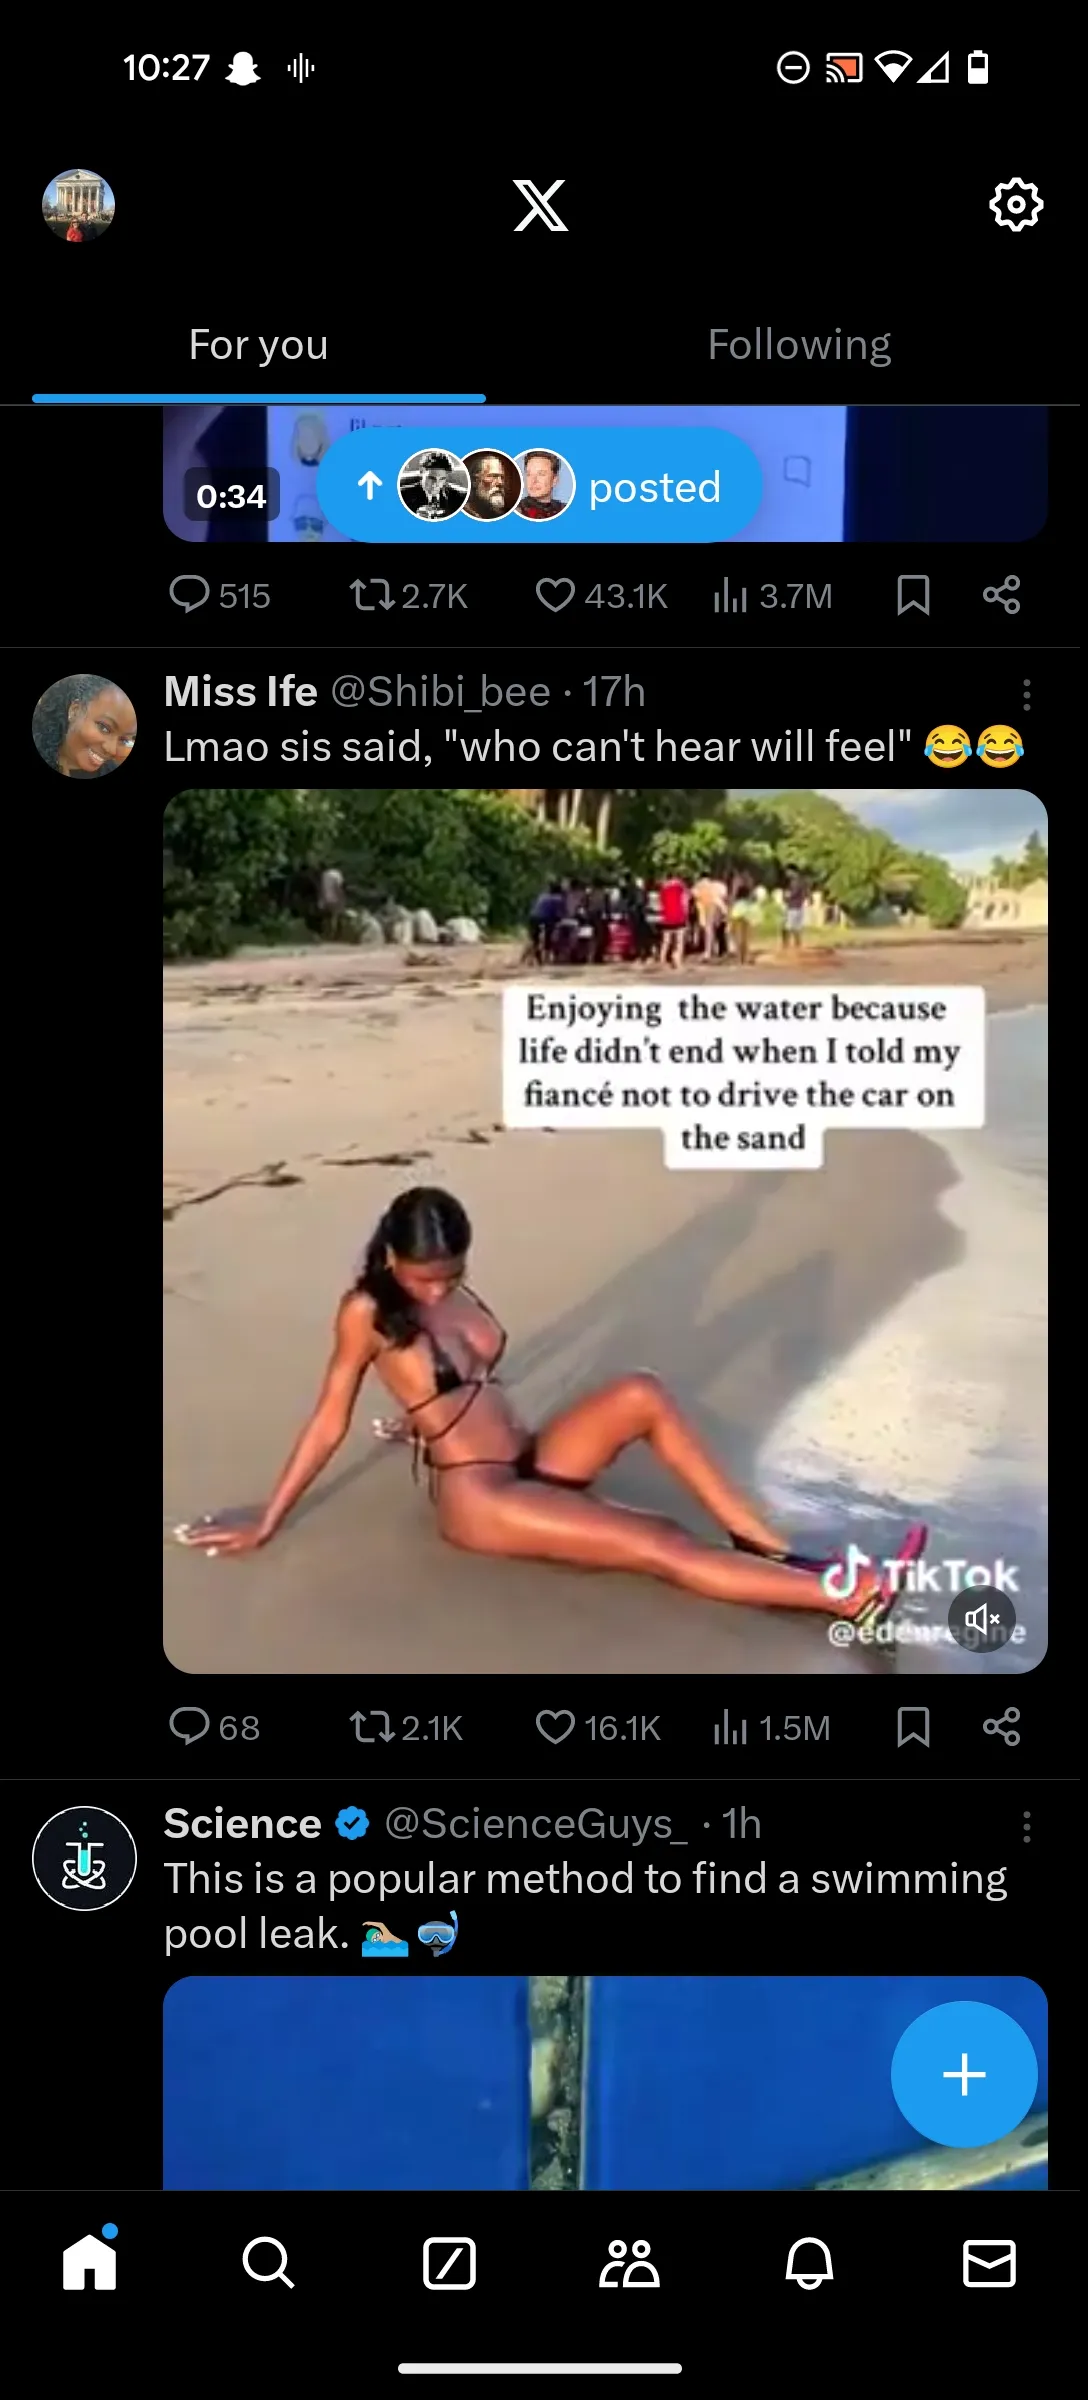 10:27
For you
Following
0:34
posted
515
2.7K
43.1K
3.7M
Miss Ife @Shibi_bee · 17h
Lmao sis said, "who can't hear will feel" 😂😂
Enjoying the water because
life didn't end when I told my
fiancé not to drive the car on
the sand
TikTok
68
2.1K
16.1K
1.5M
Science @ScienceGuys_ · 1h
This is a popular method to find a swimming
pool leak. 🏊🏼‍♂️🤿